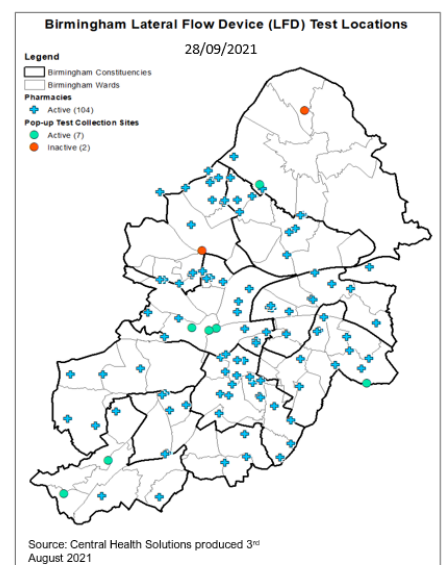 Birmingham Lateral Flow Device (LFD) Test Locations
28/09/2021
Legend
Birmingham Constituencies
Birmingham Wards
Pharmacies
Active (104)
Pop-up Test Collection Sites
Active (7)
Inactive (2)
Source: Central Health Solutions produced 3rd
August 2021